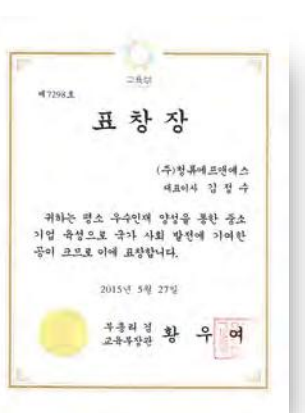 교육부
제7298호
표창장
(주)청류에프앤에스
대표이사 김정수
귀하는 평소 우수인재 양성을 통한 중소
기업 육성으로 국가 사회 발전에 기여한
공이 크므로 이에 표창합니다.
2015년 5월 27일
부총리 겸
교육부장관 황우여